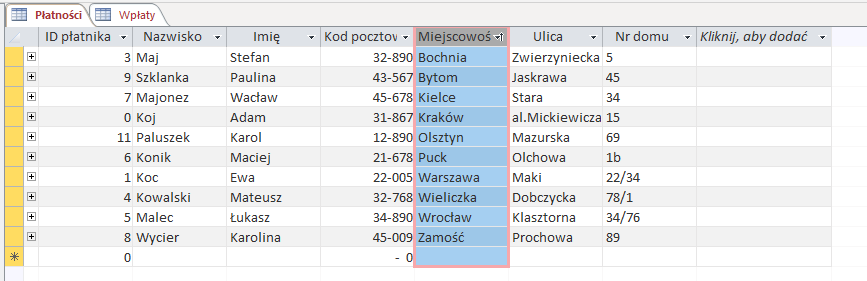 Płatności Wpłaty
ID płatnika Nazwisko Imię Kod pocztow Miejscowoś Ulica Nr domu Kliknij, aby dodać
3 Maj Stefan 32-890 Bochnia Zwierzyniecka 5
9 Szklanka Paulina 43-567 Bytom Jaskrawa 45
7 Majonez Wacław 45-678 Kielce Stara 34
0 Koj Adam 31-867 Kraków al.Mickiewicza 15
11 Paluszek Karol 12-890 Olsztyn Mazurska 69
6 Konik Maciej 21-678 Puck Olchowa 1b
1 Koc Ewa 22-005 Warszawa Maki 22/34
4 Kowalski Mateusz 32-768 Wieliczka Dobczycka 78/1
5 Malec Łukasz 34-890 Wrocław Klasztorna 34/76
8 Wycier Karolina 45-009 Zamość Prochowa 89
0 - 0